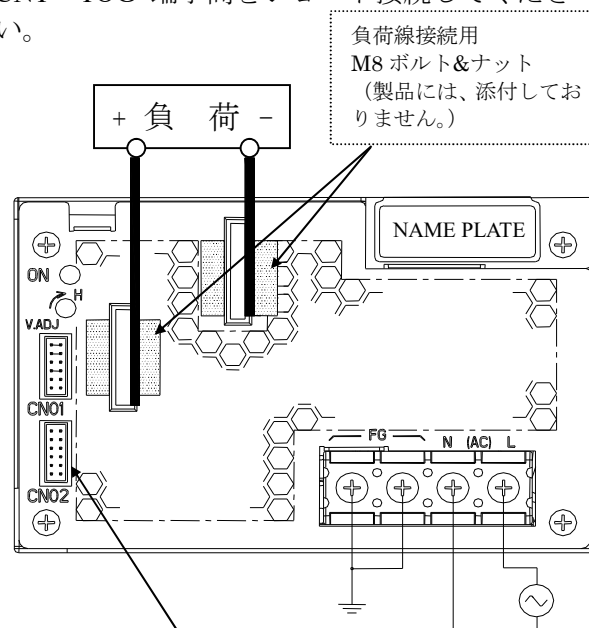 い。
負荷線接続用
M8 ボルト&ナット
（製品には、添付してお
りません。）
+ 負 荷 -
NAME PLATE
ON
H
V.ADJ
CN01
CN02
FG N (AC) L